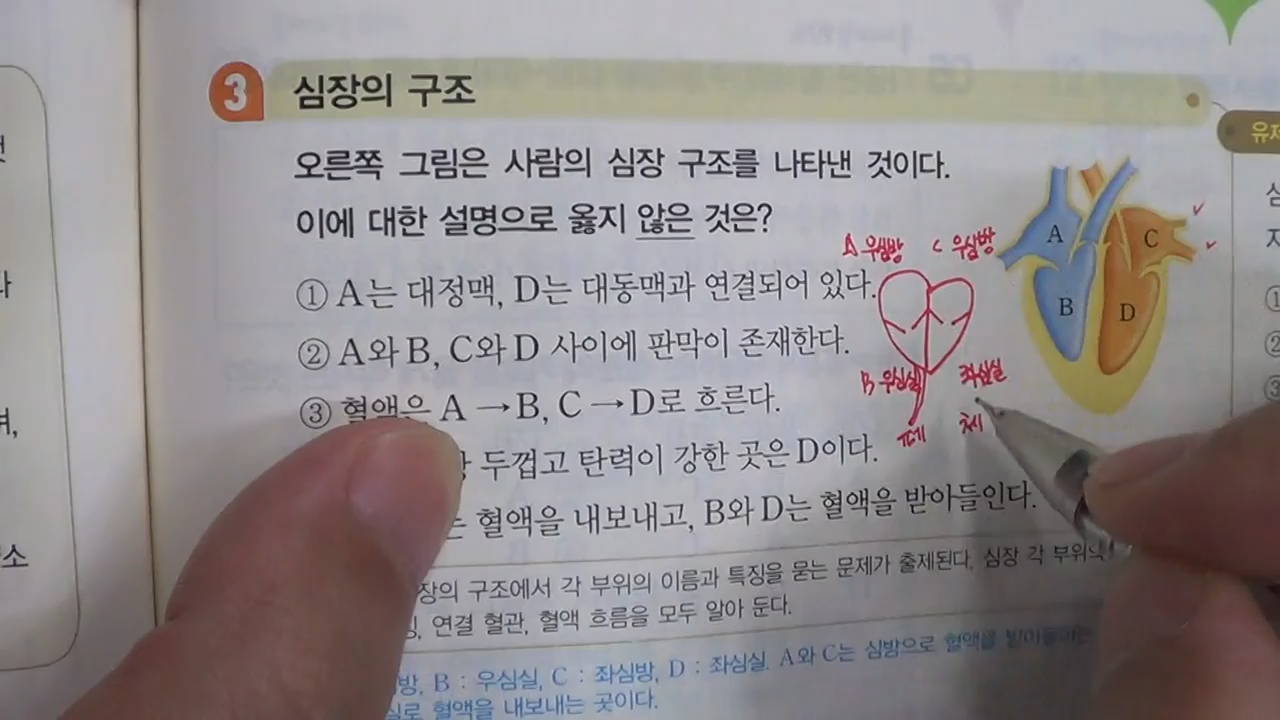 3 심장의 구조
오른쪽 그림은 사람의 심장 구조를 나타낸 것이다.
이에 대한 설명으로 옳지 않은 것은?
① A는 대정맥, D는 대동맥과 연결되어 있다.
② A와 B, C와 D 사이에 판막이 존재한다.
③ 혈액은 A → B, C → D로 흐른다.
두껍고 탄력이 강한 곳은 D이다.
는 혈액을 내보내고, B와 D는 혈액을 받아들인다.
장의 구조에서 각 부위의 이름과 특징을 묻는 문제가 출제된다. 심장 각 부위의
연결 혈관, 혈액 흐름을 모두 알아 둔다.
방, B : 우심실, C : 좌심방, D : 좌심실. A와 C는 심방으로 혈액을 받아들이는
실로 혈액을 내보내는 곳이다.
A 우심방
C 우심방
B 우심실
좌심실
폐
체
A
B
C
D
유제